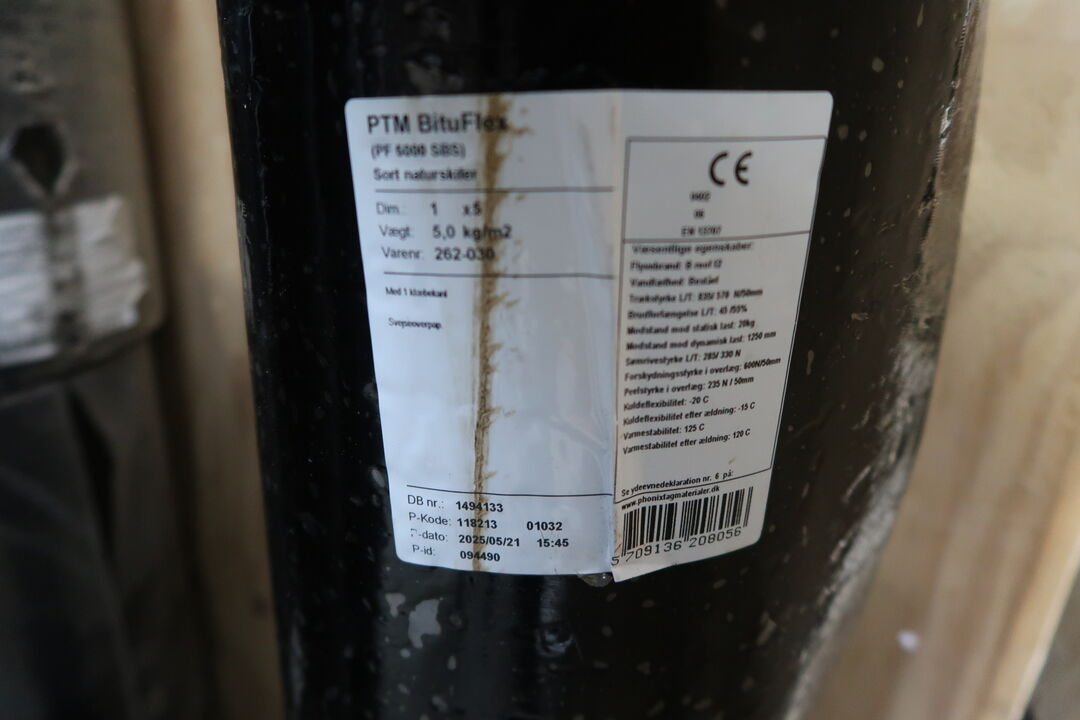 PTM BituFlex
(PF 5000 SBS)
Sort naturskifer
Dim.: 1 x5
Vægt: 5,0 kg/m2
Varenr: 262-030
Med 1 klæbekant
Svejseoverpap.
DB nr.: 1494133
P-Kode: 118213 01032
P-dato: 2025/05/21 15:45
P-id: 094490
CE
EN 13707
Væsentlige egenskaber:
Flyvebrand: B roof t2
Vandtæthed: Bestået
Trækstyrke L/T: 830/ 570 N/50mm
Brudforlængelse L/T: 45 /50%
Modstand mod statisk last: 20kg
Modstand mod dynamisk last: 1250 mm
Sømrivestyrke L/T: 285/ 330 N
Forskydningsstyrke i overlæg: 600N/50mm
Peelstyrke i overlæg: 235 N / 50mm
Kuldeflexibilitet: -20 C
Kuldeflexibilitet efter ældning: -15 C
Varmestabilitet: 125 C
Varmestabilitet efter ældning: 120 C
Se ydeevnedeklaration nr. 6 på:
www.phonixtagmaterialer.dk
5 709136 208056